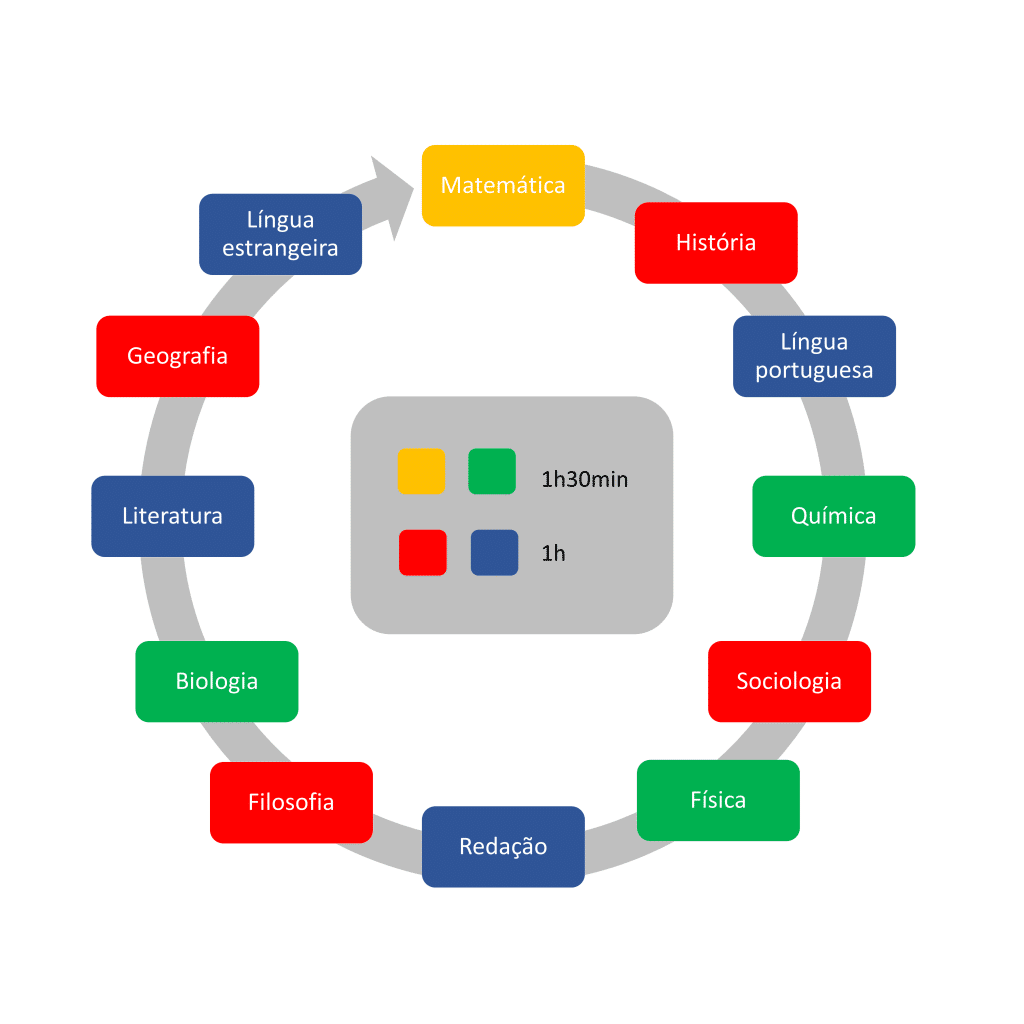 Matemática
História
Língua
portuguesa
Química
Sociologia
Física
Redação
Filosofia
Biologia
Literatura
Geografia
Língua
estrangeira
1h30min
1h